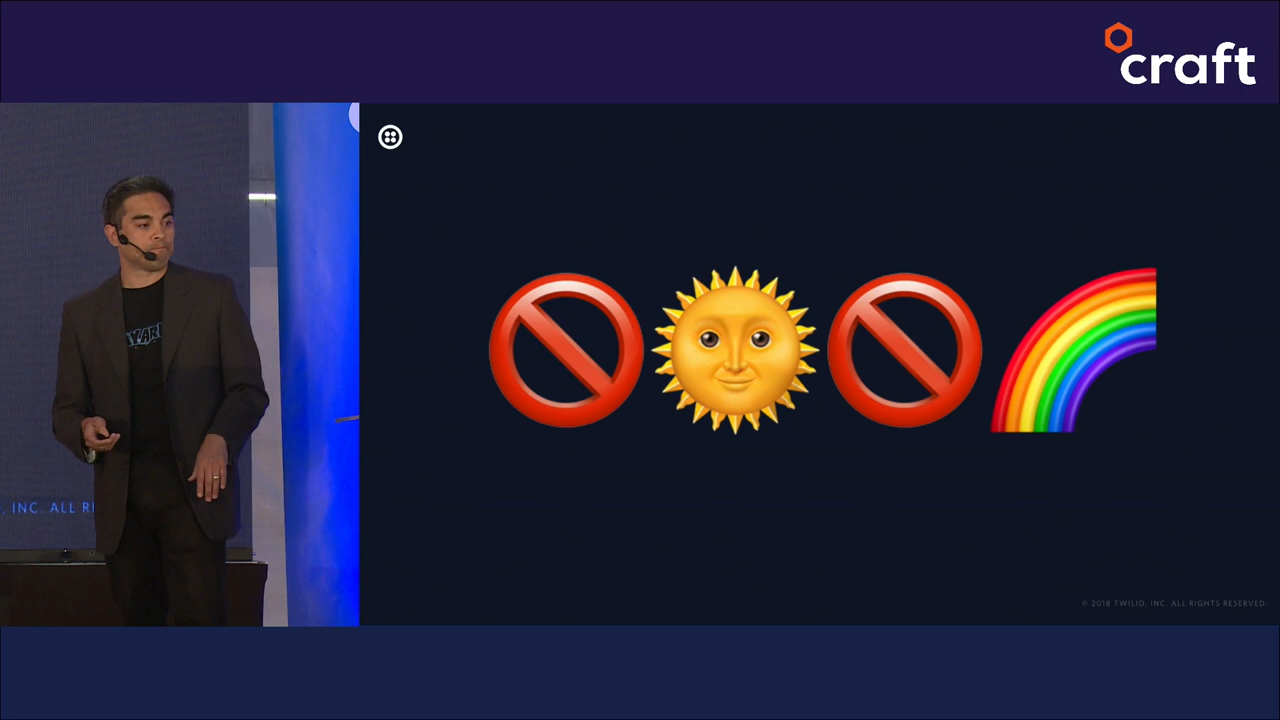 craft
, INC. ALL RI
© 2018 TWILIO, INC. ALL RIGHTS RESERVED.